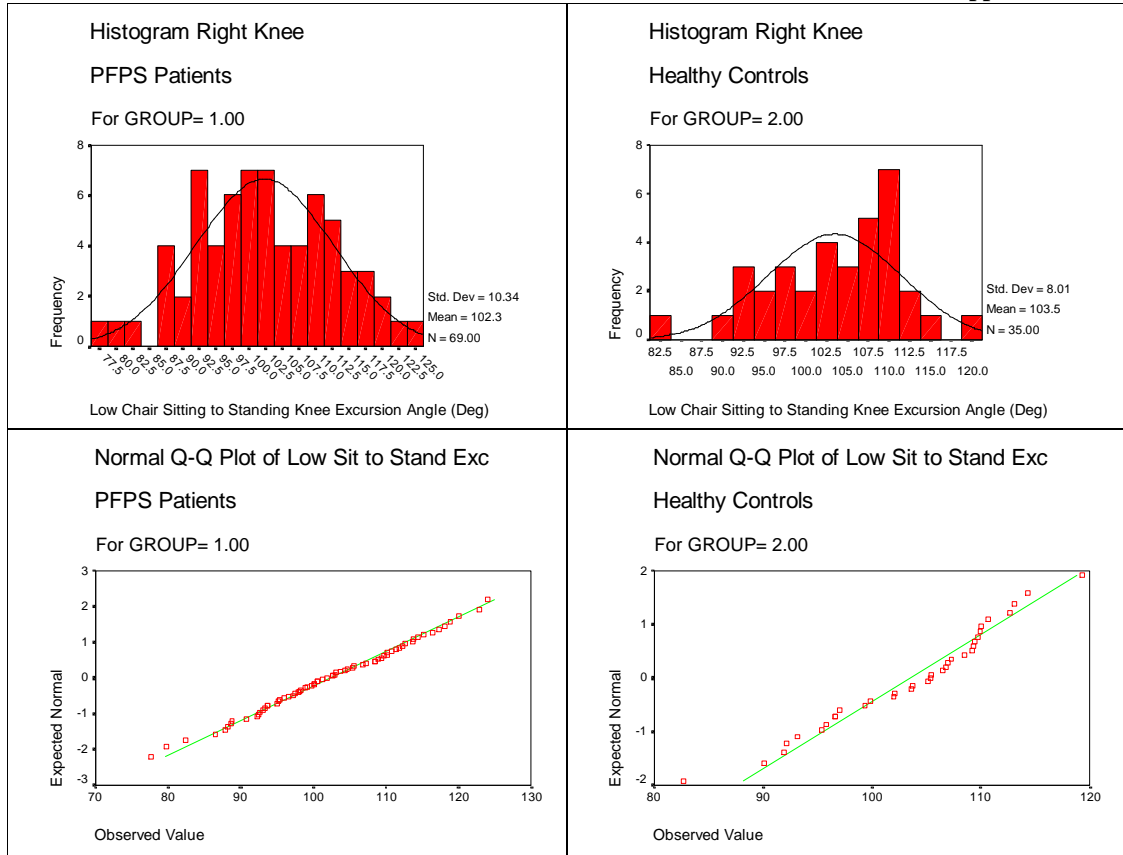 Histogram Right Knee
PFPS Patients
For GROUP= 1.00
8
6
4
2
0
Frequency
77.5 80.0 82.5 85.0 87.5 90.0 92.5 95.0 97.5 100.0 102.5 105.0 107.5 110.0 112.5 115.0 117.5 120.0 122.5 125.0
Std. Dev = 10.34
Mean = 102.3
N = 69.00
Low Chair Sitting to Standing Knee Excursion Angle (Deg)
Histogram Right Knee
Healthy Controls
For GROUP= 2.00
8
6
4
2
0
Frequency
82.5 87.5 92.5 97.5 102.5 107.5 112.5 117.5
85.0 90.0 95.0 100.0 105.0 110.0 115.0 120.0
Std. Dev = 8.01
Mean = 103.5
N = 35.00
Low Chair Sitting to Standing Knee Excursion Angle (Deg)
Normal Q-Q Plot of Low Sit to Stand Exc
PFPS Patients
For GROUP= 1.00
3
2
1
0
-1
-2
-3
Expected Normal
70 80 90 100 110 120 130
Observed Value
Normal Q-Q Plot of Low Sit to Stand Exc
Healthy Controls
For GROUP= 2.00
2
1
0
-1
-2
Expected Normal
80 90 100 110 120
Observed Value